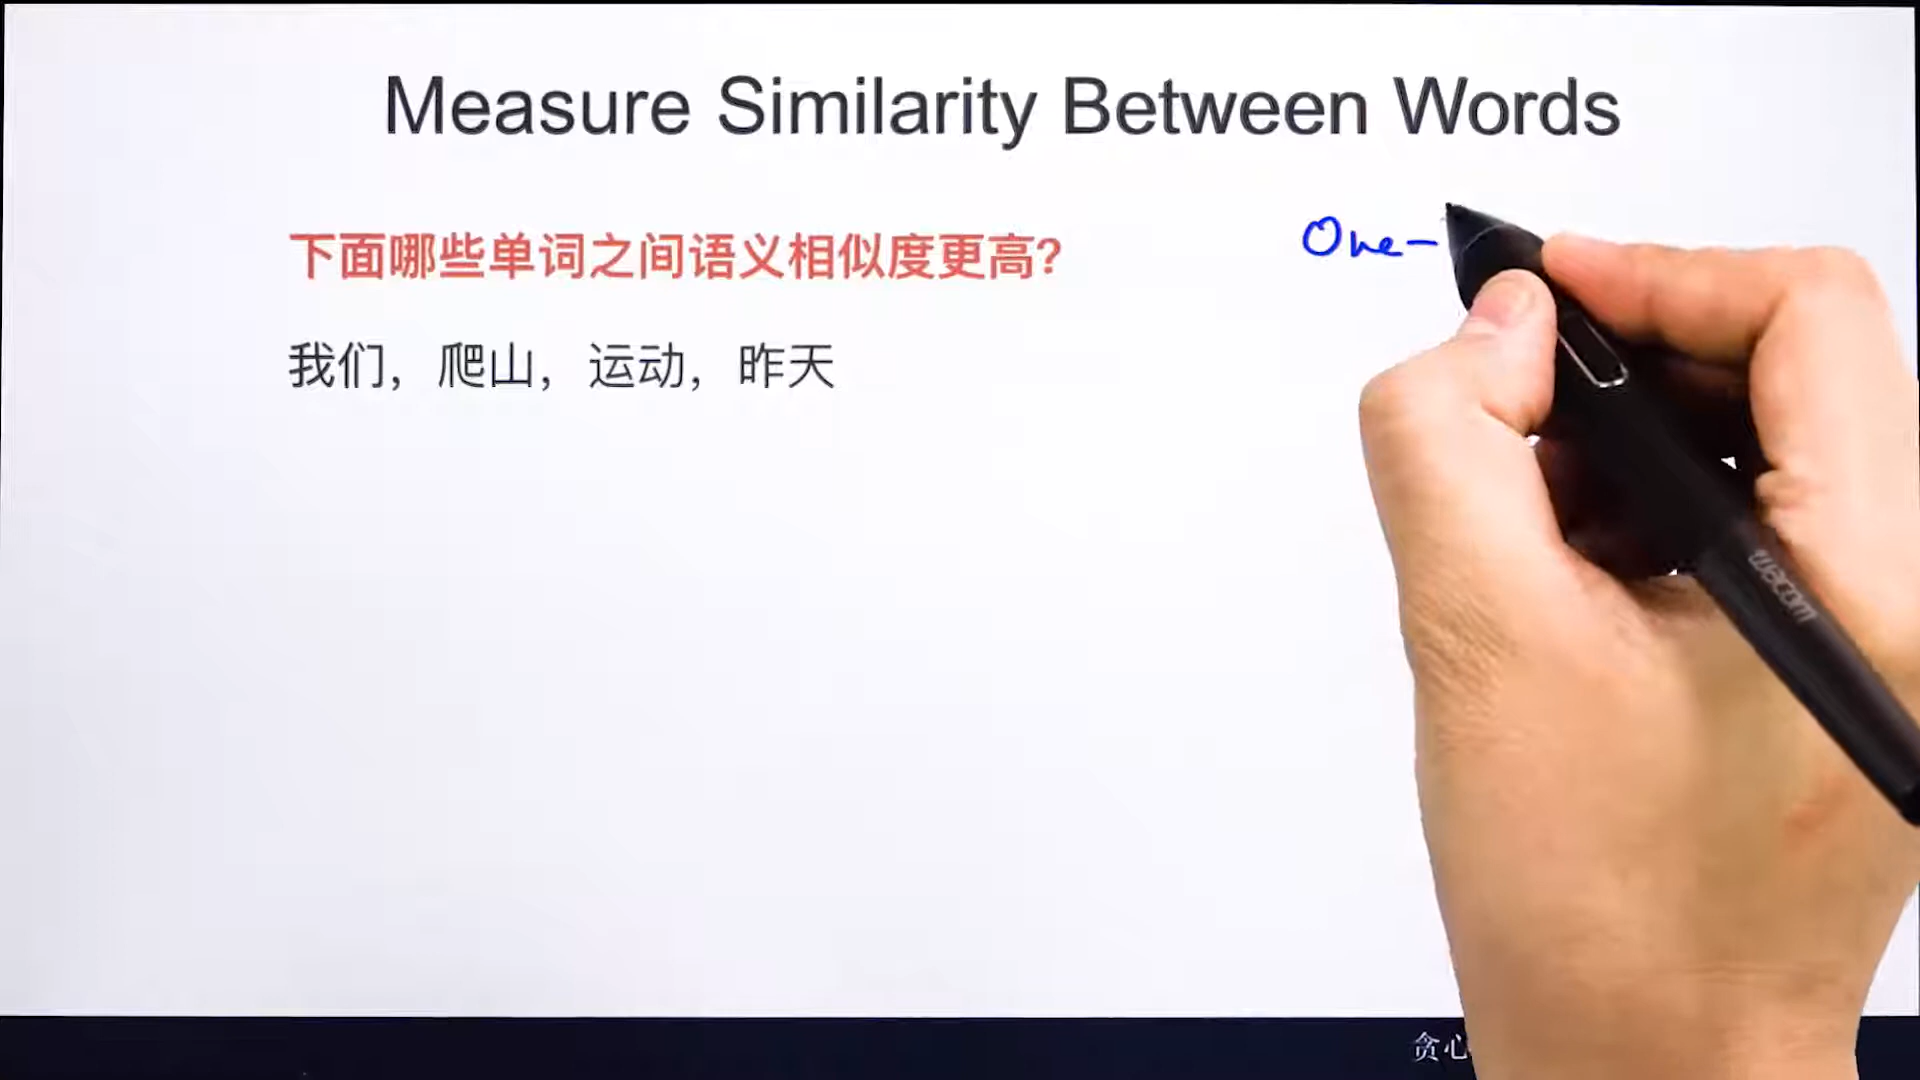 Measure Similarity Between Words
下面哪些单词之间语义相似度更高?
One-
我们，爬山，运动，昨天
wacom
贪心